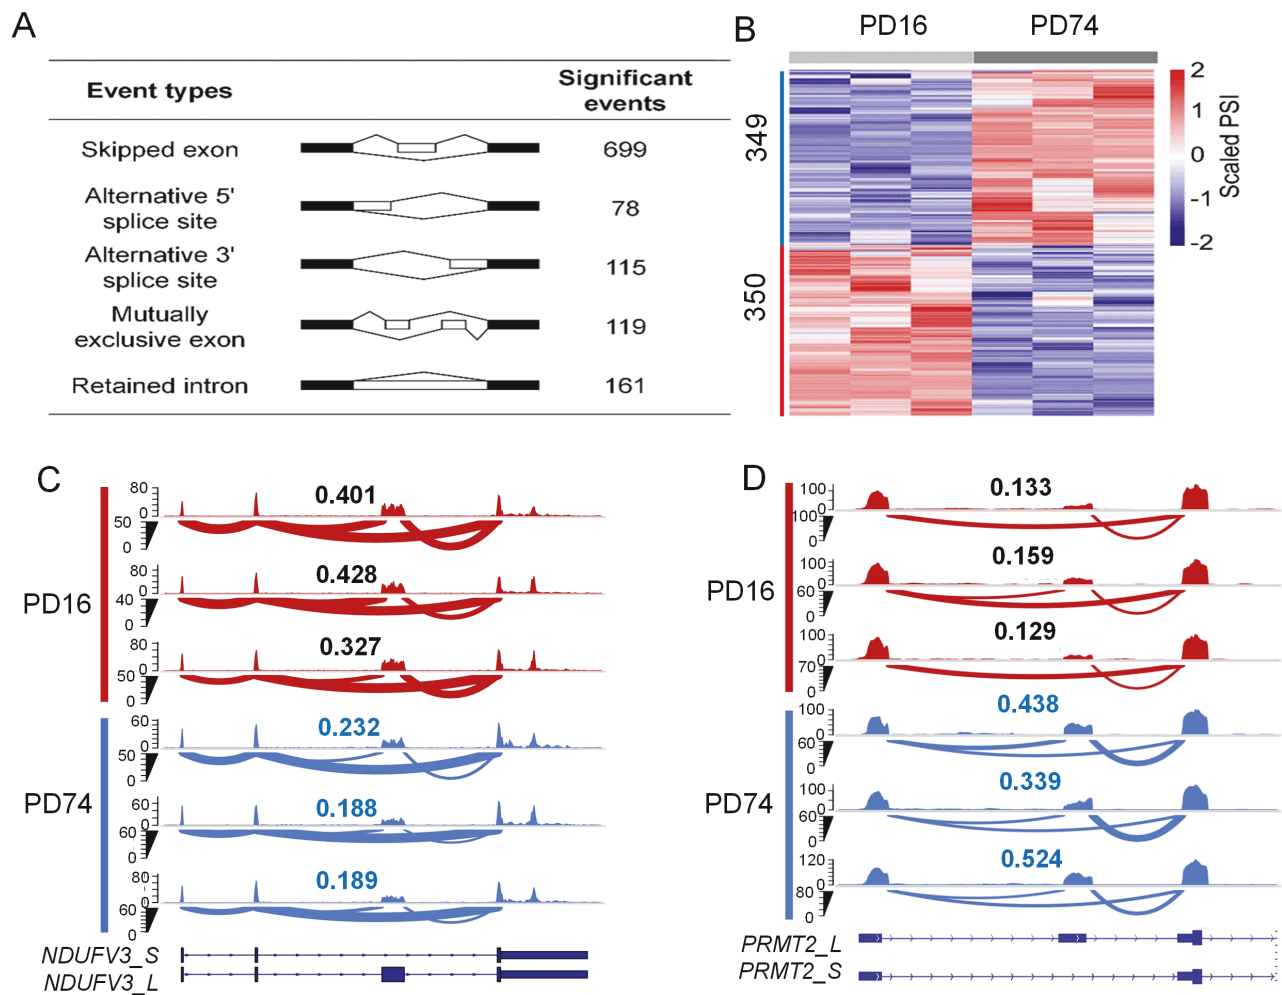 A
Event types
Significant
events
Skipped exon
699
Alternative 5'
splice site
78
Alternative 3'
splice site
115
Mutually
exclusive exon
119
Retained intron
161
B
PD16
PD74
349
350
2
1
0
-1
-2
Scaled PSI
C
PD16
80
0
0.401
50
0
80
0
0.428
40
0
80
0
0.327
50
0
PD74
60
0
0.232
50
0
60
0
0.188
60
0
80
0
0.189
60
0
NDUFV3_S
NDUFV3_L
D
PD16
100
0
0.133
100
0
100
0
0.159
60
0
100
0
0.129
70
0
PD74
100
0
0.438
60
0
100
0
0.339
60
0
120
0
0.524
80
0
PRMT2_L
PRMT2_S